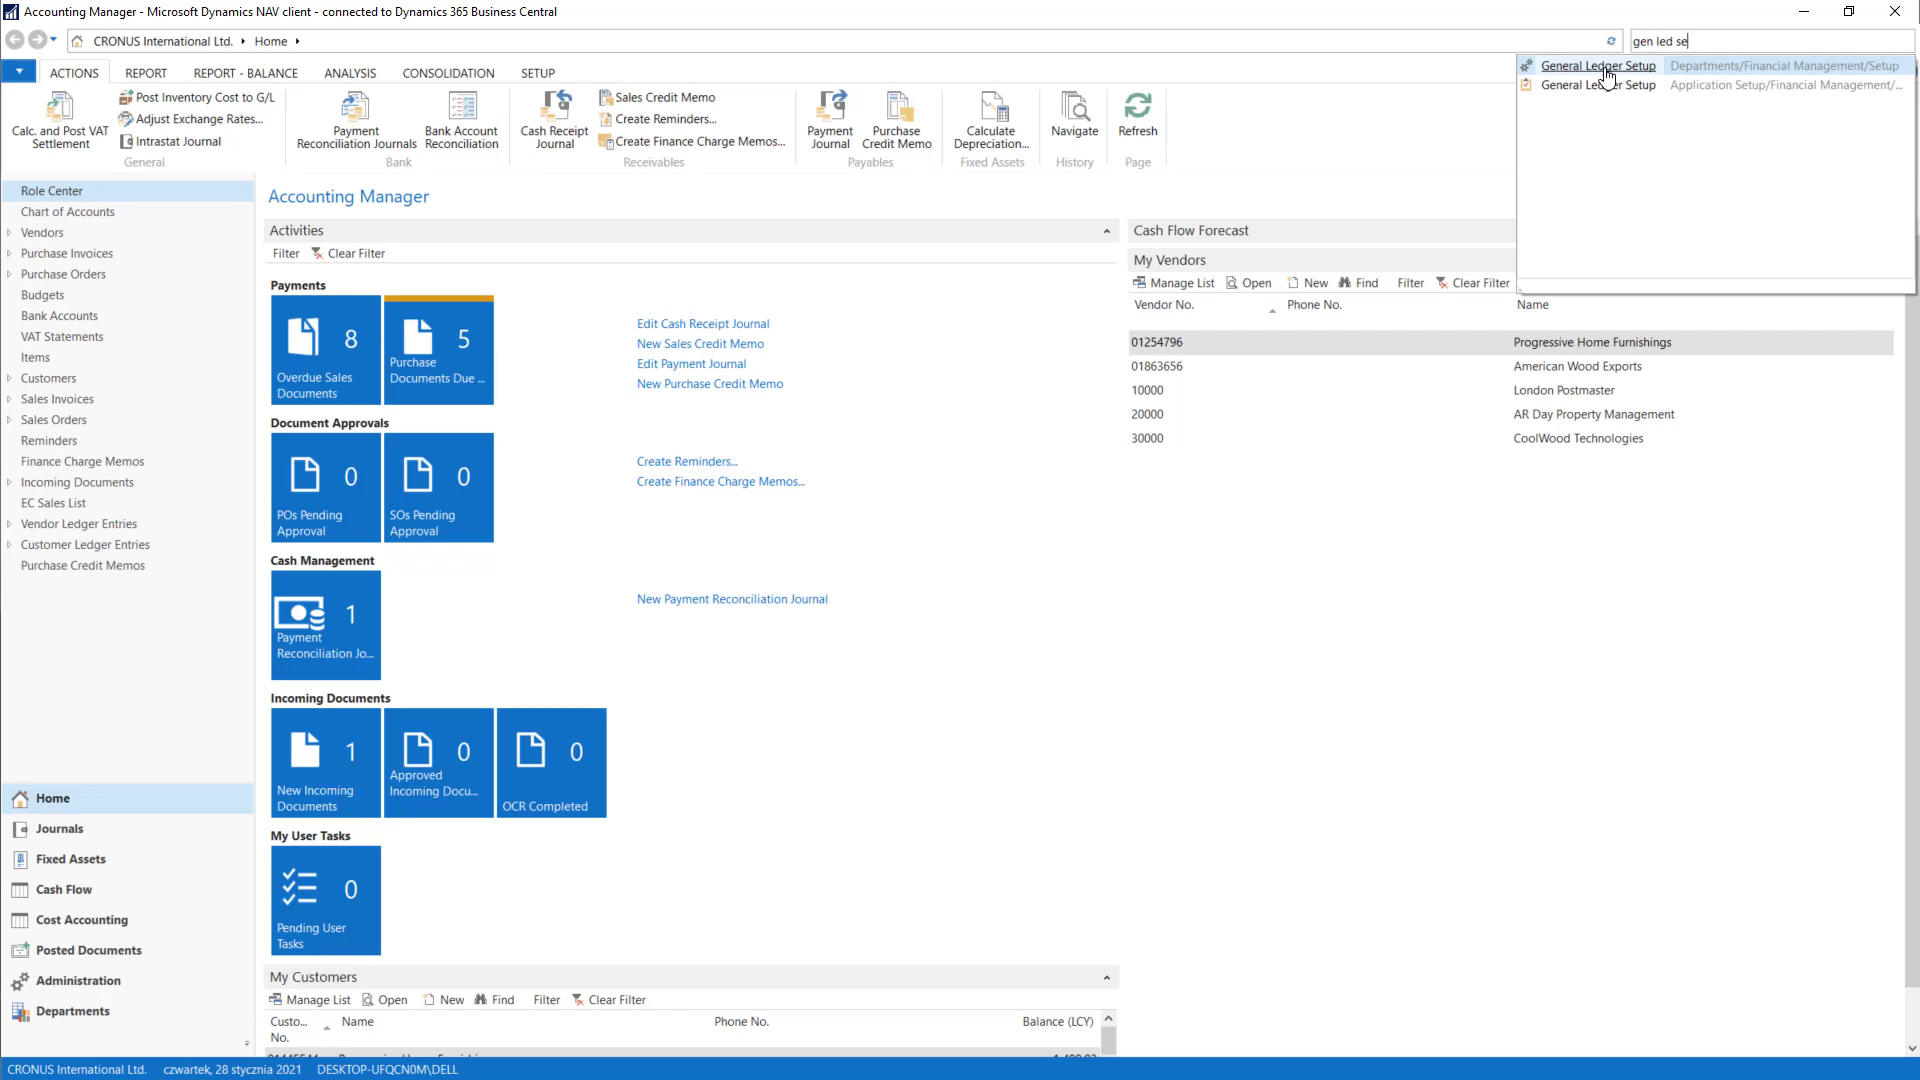 Accounting Manager - Microsoft Dynamics NAV client - connected to Dynamics 365 Business Central
CRONUS International Ltd.
Home
gen led se
ACTIONS
REPORT
REPORT - BALANCE
ANALYSIS
CONSOLIDATION
SETUP
General Ledger Setup Departments/Financial Management/Setup
General Ledger Setup Application Setup/Financial Management/...
Calc. and Post VAT
Settlement
Post Inventory Cost to G/L
Adjust Exchange Rates...
Intrastat Journal
General
Payment
Reconciliation Journals
Bank Account
Reconciliation
Bank
Cash Receipt
Journal
Sales Credit Memo
Create Reminders...
Create Finance Charge Memos...
Receivables
Payment
Journal
Purchase
Credit Memo
Payables
Calculate
Depreciation...
Fixed Assets
Navigate
History
Refresh
Page
Role Center
Chart of Accounts
Vendors
Purchase Invoices
Purchase Orders
Budgets
Bank Accounts
VAT Statements
Items
Customers
Sales Invoices
Sales Orders
Reminders
Finance Charge Memos
Incoming Documents
EC Sales List
Vendor Ledger Entries
Customer Ledger Entries
Purchase Credit Memos
Home
Journals
Fixed Assets
Cash Flow
Cost Accounting
Posted Documents
Administration
Departments
Accounting Manager
Activities
Filter
Clear Filter
Payments
8
Overdue Sales
Documents
5
Purchase
Documents Due ...
Edit Cash Receipt Journal
New Sales Credit Memo
Edit Payment Journal
New Purchase Credit Memo
Document Approvals
0
POs Pending
Approval
0
SOs Pending
Approval
Create Reminders...
Create Finance Charge Memos...
Cash Management
1
Payment
Reconciliation Jo...
New Payment Reconciliation Journal
Incoming Documents
1
New Incoming
Documents
0
Approved
Incoming Docu...
0
OCR Completed
My User Tasks
0
Pending User
Tasks
My Customers
Manage List
Open
New
Find
Filter
Clear Filter
Custo...
No.
Name
Phone No.
Balance (LCY)
Cash Flow Forecast
My Vendors
Manage List
Open
New
Find
Filter
Clear Filter
Vendor No.
Phone No.
Name
01254796 Progressive Home Furnishings
01863656 American Wood Exports
10000 London Postmaster
20000 AR Day Property Management
30000 CoolWood Technologies
CRONUS International Ltd.
czwartek, 28 stycznia 2021
DESKTOP-UFQCN0M\DELL